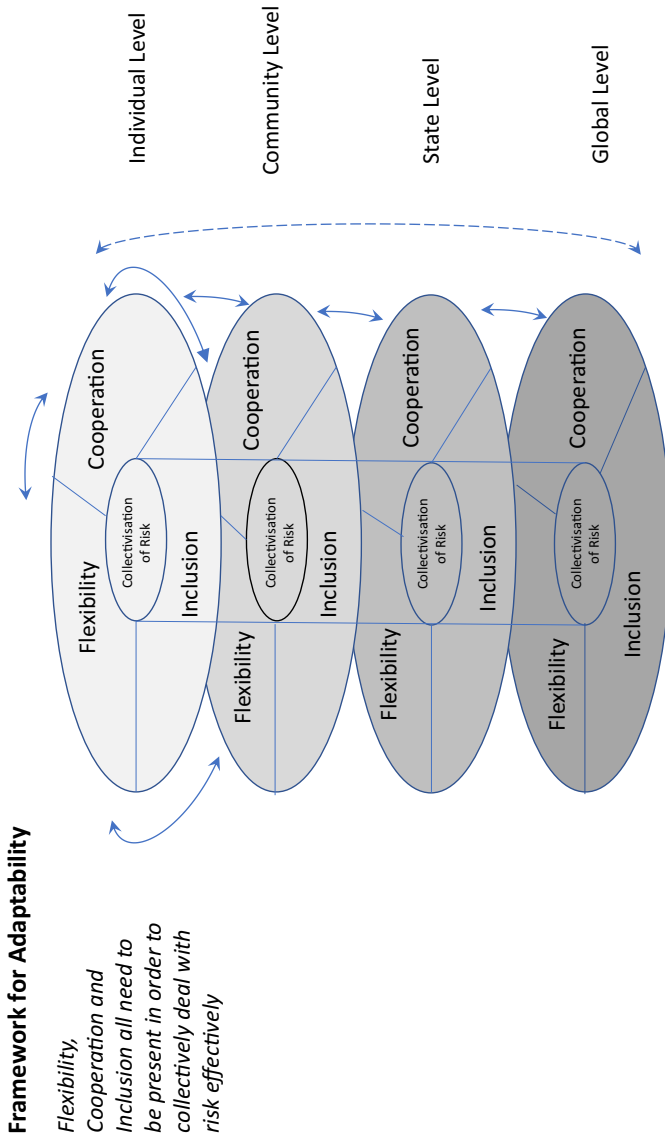 Framework for Adaptability
Flexibility,
Cooperation and
Inclusion all need to
be present in order to
collectively deal with
risk effectively
Flexibility
Cooperation
Collectivisation
of Risk
Inclusion
Individual Level
Flexibility
Cooperation
Collectivisation
of Risk
Inclusion
Community Level
Flexibility
Cooperation
Collectivisation
of Risk
Inclusion
State Level
Flexibility
Cooperation
Collectivisation
of Risk
Inclusion
Global Level